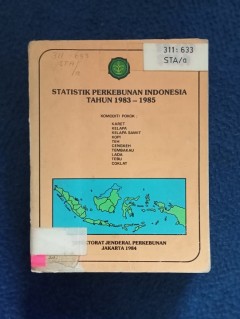 311:633
STA/a
STATISTIK PERKEBUNAN INDONESIA
TAHUN 1983 – 1985
KOMODITI POKOK :
KARET
KELAPA
KELAPA SAWIT
KOPI
TEH
CENGKEH
TEMBAKAU
LADA
TEBU
COKLAT
JENDERAL PERKEBUNAN
JAKARTA 1984